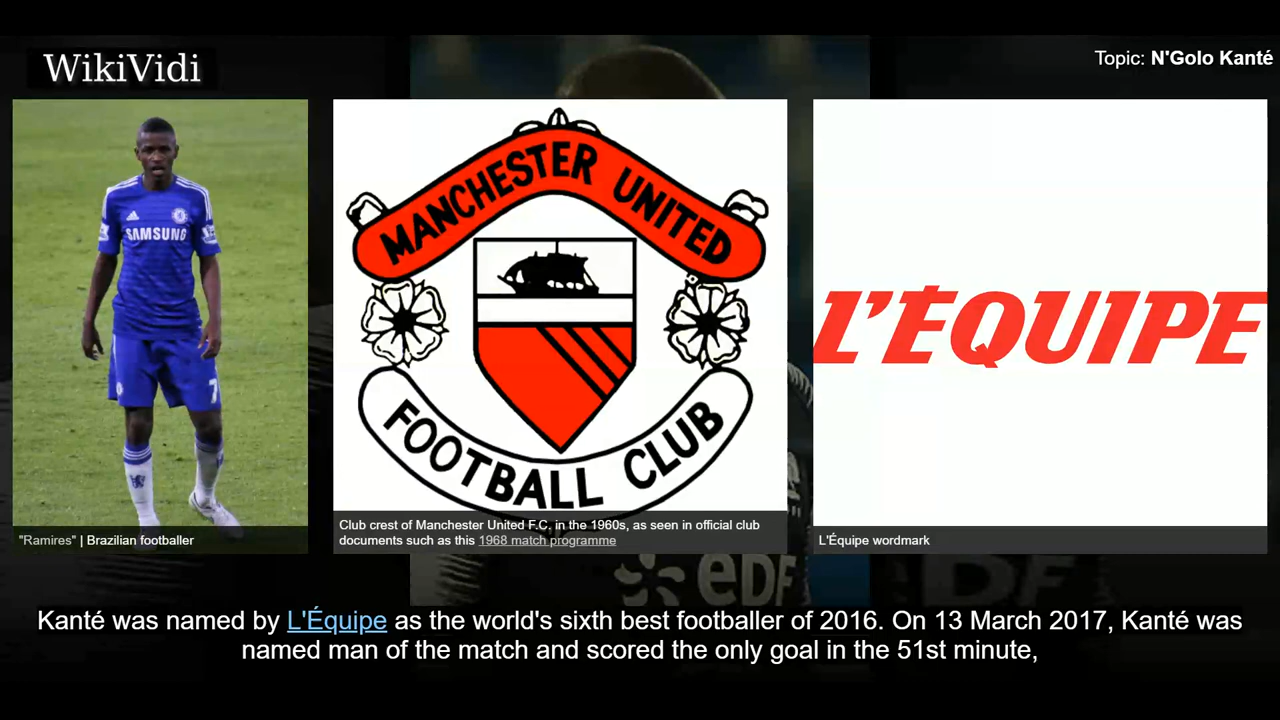 WikiVidi
Topic: N'Golo Kanté
SAMSUNG
7
"Ramires" | Brazilian footballer
MANCHESTER UNITED
FOOTBALL CLUB
Club crest of Manchester United F.C. in the 1960s, as seen in official club
documents such as this 1968 match programme
L'ÉQUIPE
L'Équipe wordmark
eDF
DF
Kanté was named by L'Équipe as the world's sixth best footballer of 2016. On 13 March 2017, Kanté was
named man of the match and scored the only goal in the 51st minute,